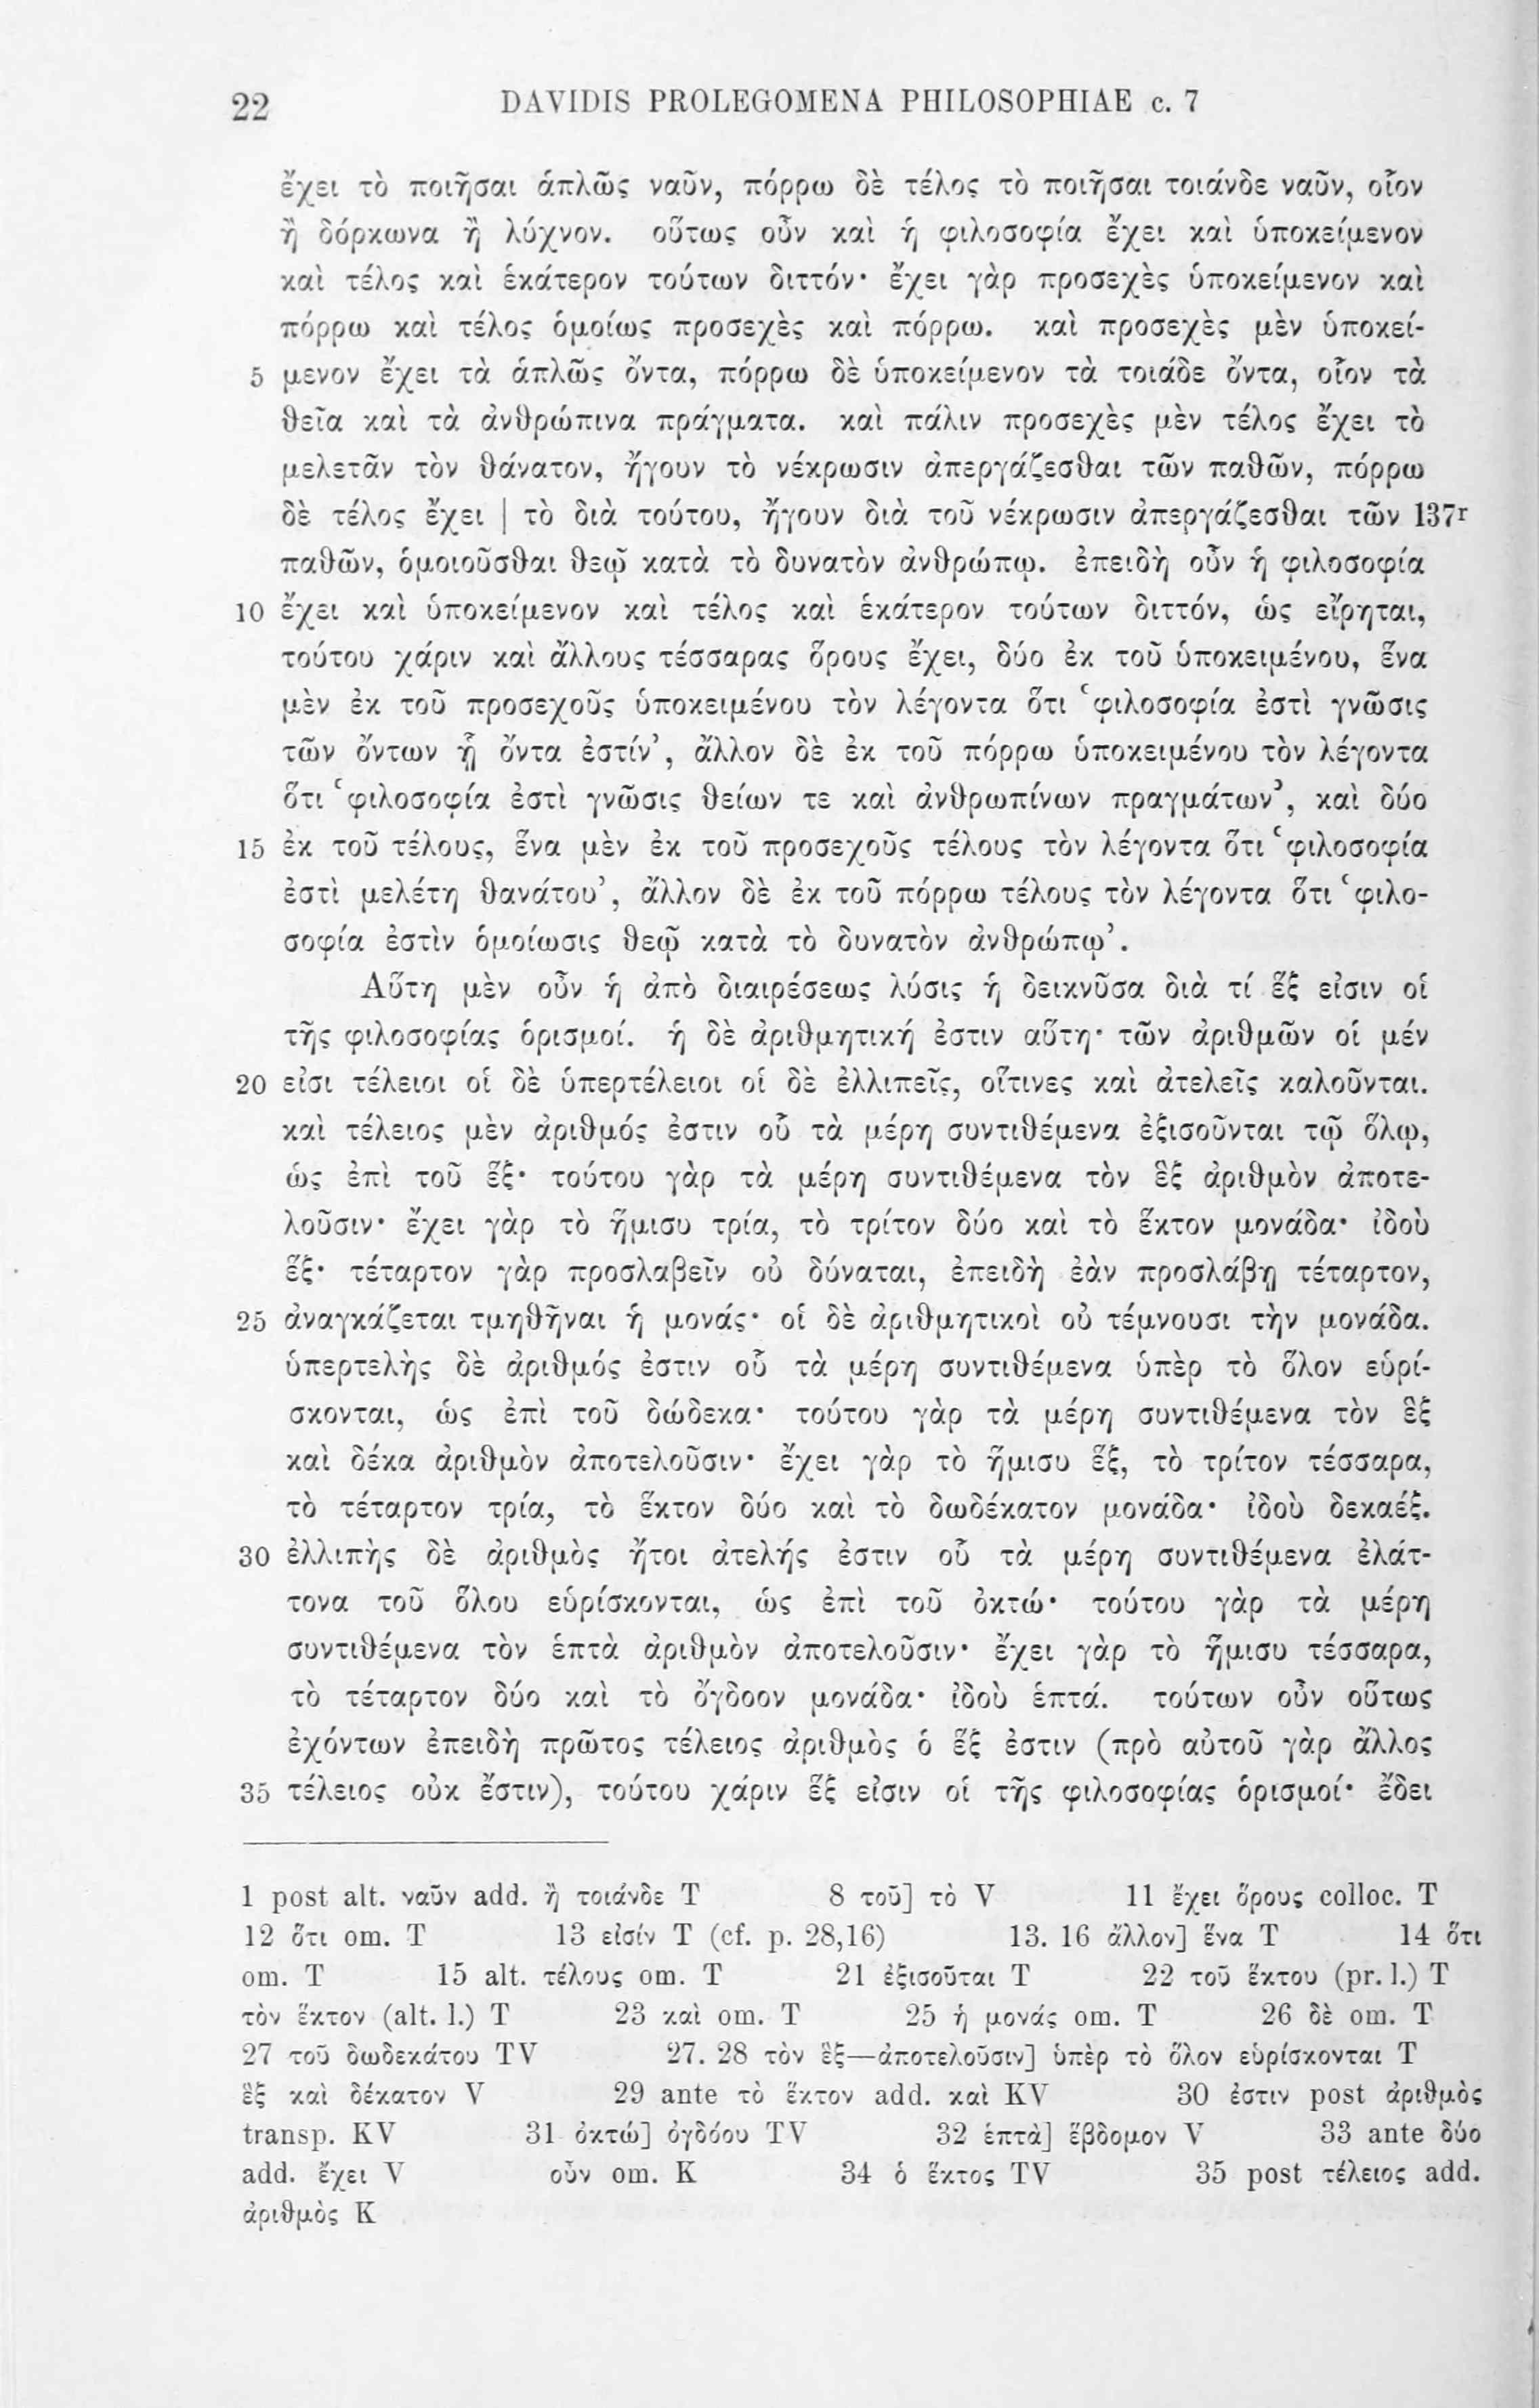 22 DAVIDIS PROLEGOMENA PHILOSOPHIAE c. 7
ἔχει τὸ ποιῆσαι ἁπλῶς ναῦν, πόρρω δὲ τέλος τὸ ποιῆσαι τοιάνδε ναῦν, οἷον
ἢ δόρκωνα ἢ λύχνον. οὕτως οὖν καὶ ἡ φιλοσοφία ἔχει καὶ ὑποκείμενον
καὶ τέλος καὶ ἑκάτερον τούτων διττόν· ἔχει γὰρ προσεχὲς ὑποκείμενον καὶ
πόρρω καὶ τέλος ὁμοίως προσεχὲς καὶ πόρρω. καὶ προσεχὲς μὲν ὑποκεί-
5 μενον ἔχει τὰ ἁπλῶς ὄντα, πόρρω δὲ ὑποκείμενον τὰ τοιάδε ὄντα, οἷον τὰ
θεῖα καὶ τὰ ἀνθρώπινα πράγματα. καὶ πάλιν προσεχὲς μὲν τέλος ἔχει τὸ
μελετᾶν τὸν θάνατον, ἤγουν τὸ νέκρωσιν ἀπεργάζεσθαι τῶν παθῶν, πόρρω
δὲ τέλος ἔχει | τὸ διὰ τούτου, ἤγουν διὰ τοῦ νέκρωσιν ἀπεργάζεσθαι τῶν 137r
παθῶν, ὁμοιοῦσθαι θεῷ κατὰ τὸ δυνατὸν ἀνθρώπῳ. ἐπειδὴ οὖν ἡ φιλοσοφία
10 ἔχει καὶ ὑποκείμενον καὶ τέλος καὶ ἑκάτερον τούτων διττόν, ὡς εἴρηται,
τούτου χάριν καὶ ἄλλους τέσσαρας ὅρους ἔχει, δύο ἐκ τοῦ ὑποκειμένου, ἕνα
μὲν ἐκ τοῦ προσεχοῦς ὑποκειμένου τὸν λέγοντα ὅτι ‘φιλοσοφία ἐστὶ γνῶσις
τῶν ὄντων ᾗ ὄντα ἐστίν’, ἄλλον δὲ ἐκ τοῦ πόρρω ὑποκειμένου τὸν λέγοντα
ὅτι ‘φιλοσοφία ἐστὶ γνῶσις θείων τε καὶ ἀνθρωπίνων πραγμάτων’, καὶ δύο
15 ἐκ τοῦ τέλους, ἕνα μὲν ἐκ τοῦ προσεχοῦς τέλους τὸν λέγοντα ὅτι ‘φιλοσοφία
ἐστὶ μελέτη θανάτου’, ἄλλον δὲ ἐκ τοῦ πόρρω τέλους τὸν λέγοντα ὅτι ‘φιλο-
σοφία ἐστὶν ὁμοίωσις θεῷ κατὰ τὸ δυνατὸν ἀνθρώπῳ’.
Αὕτη μὲν οὖν ἡ ἀπὸ διαιρέσεως λύσις ἡ δεικνῦσα διὰ τί ἕξ εἰσιν οἱ
τῆς φιλοσοφίας ὁρισμοί. ἡ δὲ ἀριθμητική ἐστιν αὕτη· τῶν ἀριθμῶν οἱ μέν
20 εἰσι τέλειοι οἱ δὲ ὑπερτέλειοι οἱ δὲ ἐλλιπεῖς, οἵτινες καὶ ἀτελεῖς καλοῦνται.
καὶ τέλειος μὲν ἀριθμός ἐστιν οὗ τὰ μέρη συντιθέμενα ἐξισοῦνται τῷ ὅλῳ,
ὡς ἐπὶ τοῦ ἕξ· τούτου γὰρ τὰ μέρη συντιθέμενα τὸν ἓξ ἀριθμὸν ἀποτε-
λοῦσιν· ἔχει γὰρ τὸ ἥμισυ τρία, τὸ τρίτον δύο καὶ τὸ ἕκτον μονάδα· ἰδοὺ
ἕξ· τέταρτον γὰρ προσλαβεῖν οὐ δύναται, ἐπειδὴ ἐὰν προσλάβῃ τέταρτον,
25 ἀναγκάζεται τμηθῆναι ἡ μονάς· οἱ δὲ ἀριθμητικοὶ οὐ τέμνουσι τὴν μονάδα.
ὑπερτελὴς δὲ ἀριθμός ἐστιν οὗ τὰ μέρη συντιθέμενα ὑπὲρ τὸ ὅλον εὑρί-
σκονται, ὡς ἐπὶ τοῦ δώδεκα· τούτου γὰρ τὰ μέρη συντιθέμενα τὸν ἓξ
καὶ δέκα ἀριθμὸν ἀποτελοῦσιν· ἔχει γὰρ τὸ ἥμισυ ἕξ, τὸ τρίτον τέσσαρα,
τὸ τέταρτον τρία, τὸ ἕκτον δύο καὶ τὸ δωδέκατον μονάδα· ἰδοὺ δεκαέξ.
30 ἐλλιπὴς δὲ ἀριθμὸς ἤτοι ἀτελής ἐστιν οὗ τὰ μέρη συντιθέμενα ἐλάτ-
τονα τοῦ ὅλου εὑρίσκονται, ὡς ἐπὶ τοῦ ὀκτώ· τούτου γὰρ τὰ μέρη
συντιθέμενα τὸν ἑπτὰ ἀριθμὸν ἀποτελοῦσιν· ἔχει γὰρ τὸ ἥμισυ τέσσαρα,
τὸ τέταρτον δύο καὶ τὸ ὄγδοον μονάδα· ἰδοὺ ἑπτά. τούτων οὖν οὕτως
ἐχόντων ἐπειδὴ πρῶτος τέλειος ἀριθμὸς ὁ ἕξ ἐστιν (πρὸ αὐτοῦ γὰρ ἄλλος
35 τέλειος οὐκ ἔστιν), τούτου χάριν ἕξ εἰσιν οἱ τῆς φιλοσοφίας ὁρισμοί· ἔδει
1 post alt. ναῦν add. ἢ τοιάνδε T 8 τοῦ] τὸ V 11 ἔχει ὅρους colloc. T
12 ὅτι om. T 13 εἰσίν T (cf. p. 28,16) 13. 16 ἄλλον] ἕνα T 14 ὅτι
om. T 15 alt. τέλους om. T 21 ἐξισοῦται T 22 τοῦ ἕκτου (pr. l.) T
τὸν ἕκτον (alt. l.) T 23 καὶ om. T 25 ἡ μονάς om. T 26 δὲ om. T
27 τοῦ δωδεκάτου TV 27. 28 τὸν ἓξ—ἀποτελοῦσιν] ὑπὲρ τὸ ὅλον εὑρίσκονται T
ἓξ καὶ δέκατον V 29 ante τὸ ἕκτον add. καὶ KV 30 ἐστιν post ἀριθμὸς
transp. KV 31 ὀκτώ] ὀγδόου TV 32 ἑπτὰ] ἕβδομον V 33 ante δύο
add. ἔχει V οὖν om. K 34 ὁ ἕκτος TV 35 post τέλειος add.
ἀριθμὸς K